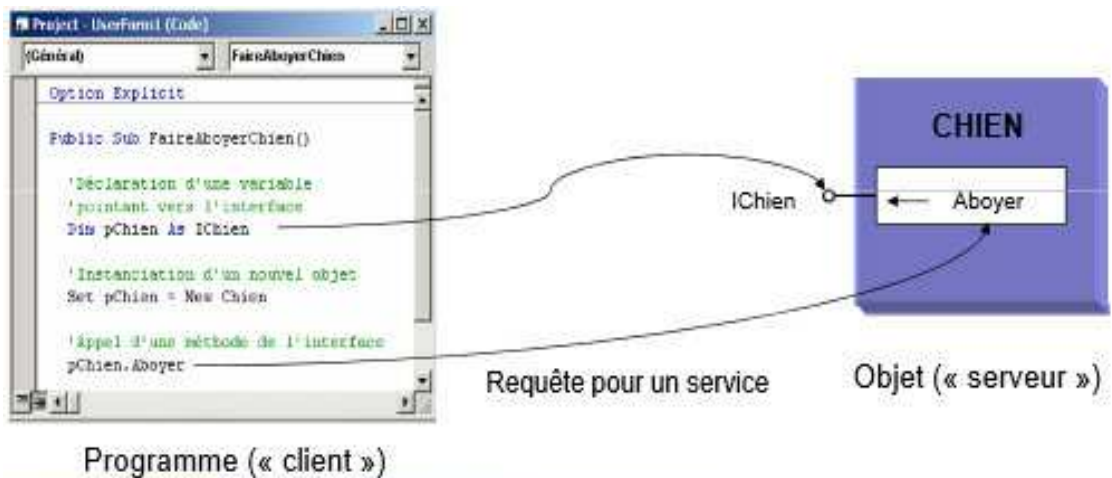 Project - UserForm1 (Code)
(Général)
FaireAboyerChien
Option Explicit
Public Sub FaireAboyerChien()
'Déclaration d'une variable
'pointant vers l'interface
Dim pChien As IChien
'Instanciation d'un nouvel objet
Set pChien = New Chien
'Appel d'une méthode de l'interface
pChien.Aboyer
CHIEN
IChien
Aboyer
Requête pour un service
Objet (« serveur »)
Programme (« client »)